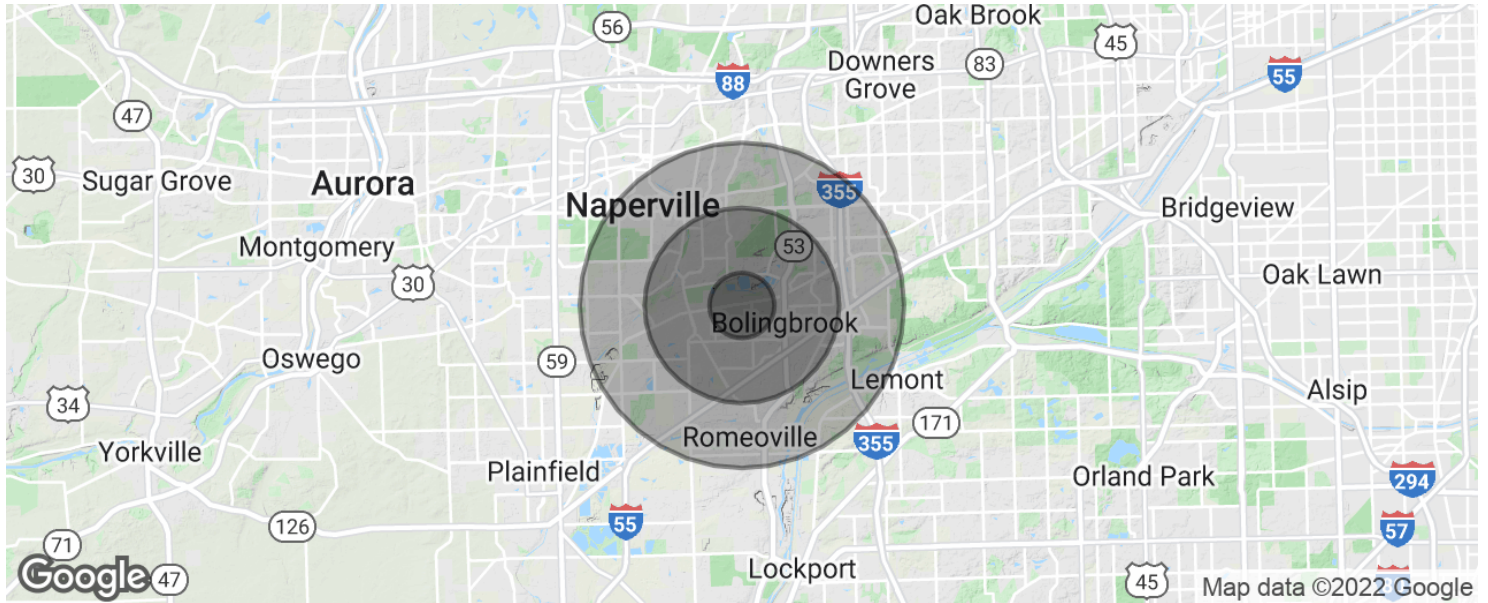 Oak Brook
56
45
Downers
Grove
83
88
55
47
30
Sugar Grove
Aurora
Naperville
355
Bridgeview
Montgomery
53
30
Oak Lawn
Bolingbrook
Oswego
59
Lemont
34
Alsip
171
Romeoville
355
Yorkville
Plainfield
Orland Park
294
126
55
57
71
Lockport
Google
47
45
Map data ©2022 Google